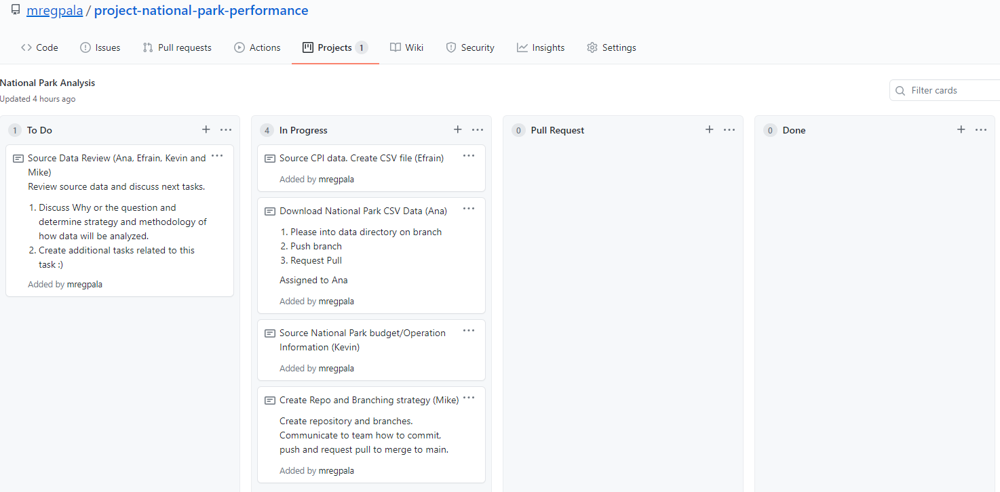 mregpala / project-national-park-performance
Code Issues Pull requests Actions Projects 1 Wiki Security Insights Settings
National Park Analysis
Updated 4 hours ago
Filter cards
1 To Do
Source Data Review (Ana, Efrain, Kevin and
Mike)
Review source data and discuss next tasks.
1. Discuss Why or the question and
determine strategy and methodology of
how data will be analyzed.
2. Create additional tasks related to this
task :)
Added by mregpala
4 In Progress
Source CPI data. Create CSV file (Efrain)
Added by mregpala
Download National Park CSV Data (Ana)
1. Please into data directory on branch
2. Push branch
3. Request Pull
Assigned to Ana
Added by mregpala
Source National Park budget/Operation
Information (Kevin)
Added by mregpala
Create Repo and Branching strategy (Mike)
Create repository and branches.
Communicate to team how to commit,
push and request pull to merge to main.
Added by mregpala
0 Pull Request
0 Done